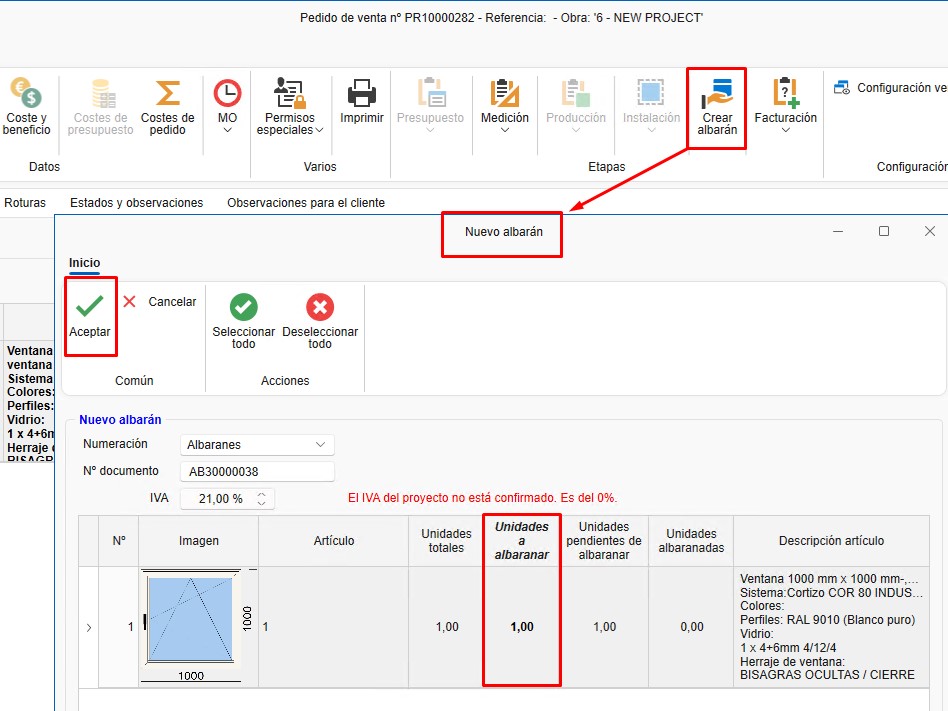 Pedido de venta nº PR10000282 - Referencia:  - Obra: '6 - NEW PROJECT'
Coste y
beneficio
Costes de
presupuesto
Costes de
pedido
MO
Permisos
especiales
Imprimir
Presupuesto
Medición
Producción
Instalación
Crear
albarán
Facturación
Configuración
Datos
Varios
Etapas
Configuración
Roturas
Estados y observaciones
Observaciones para el cliente
Nuevo albarán
Inicio
Aceptar
Cancelar
Seleccionar
todo
Deseleccionar
todo
Común
Acciones
Ventana
ventana
Sistema
Colores:
Perfiles:
Vidrio:
1 x 4+6m
Herraje d
BISAGRA
Nuevo albarán
Numeración
Albaranes
Nº documento
AB30000038
IVA
21,00 %
El IVA del proyecto no está confirmado. Es del 0%.
Nº
Imagen
Artículo
Unidades
totales
Unidades
a
albaranar
Unidades
pendientes de
albaranar
Unidades
albaranadas
Descripción artículo
1
1000
1000
1
1,00
1,00
1,00
0,00
Ventana 1000 mm x 1000 mm-,...
Sistema:Cortizo COR 80 INDUS...
Colores:
Perfiles: RAL 9010 (Blanco puro)
Vidrio:
1 x 4+6mm 4/12/4
Herraje de ventana:
BISAGRAS OCULTAS / CIERRE